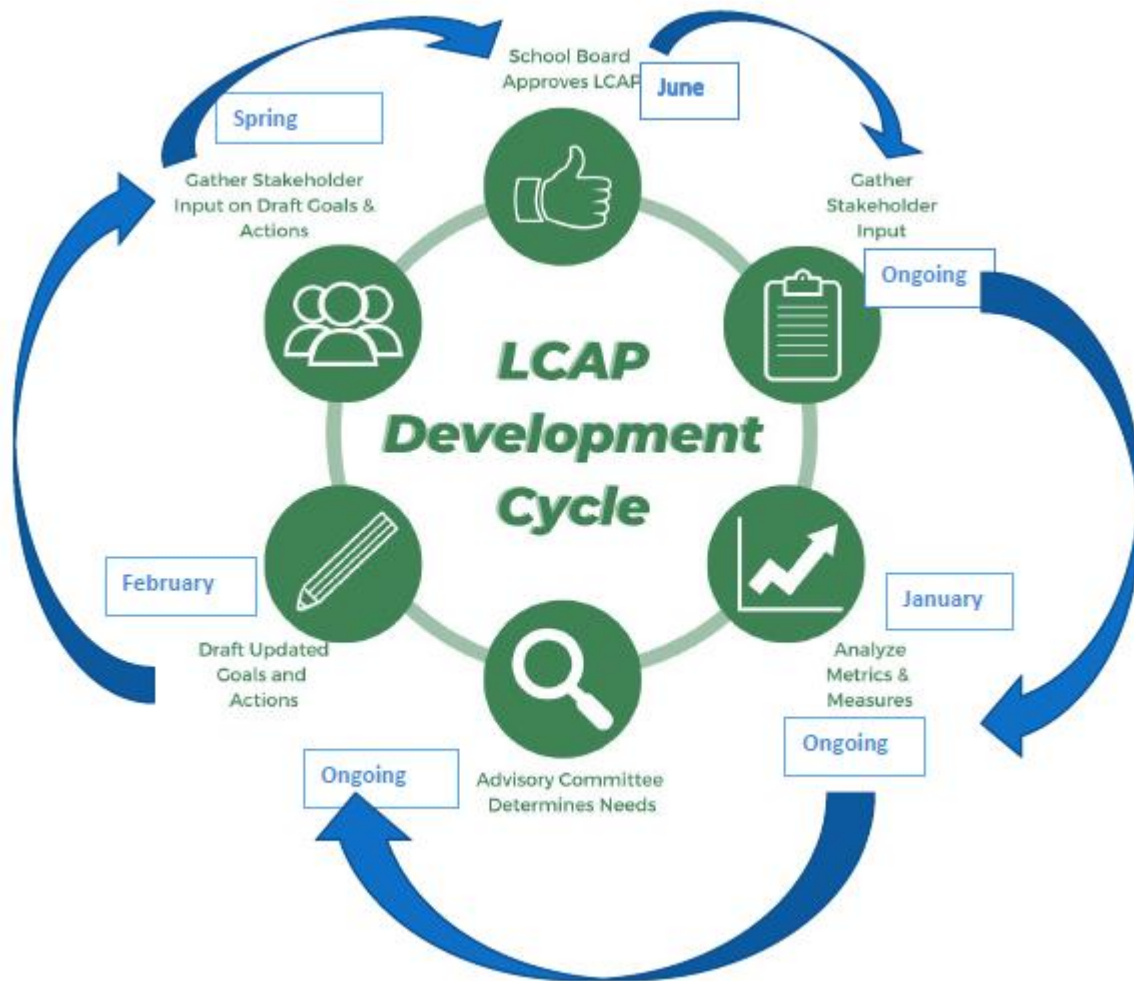 School Board
Approves LCAP
June
Spring
Gather Stakeholder
Input on Draft Goals &
Actions
Gather
Stakeholder
Input
Ongoing
LCAP
Development
Cycle
February
Draft Updated
Goals and
Actions
January
Analyze
Metrics &
Measures
Ongoing
Ongoing
Advisory Committee
Determines Needs